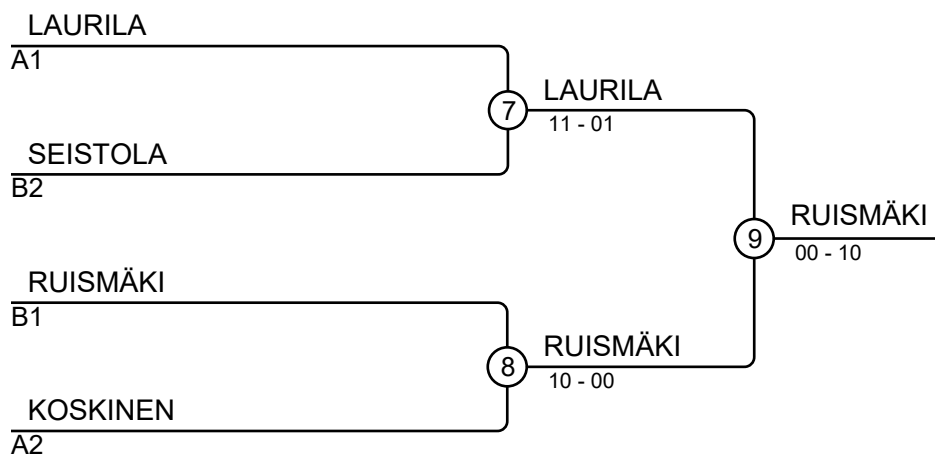 LAURILA
A1
7
LAURILA
11 - 01
SEISTOLA
B2
9
RUISMÄKI
00 - 10
RUISMÄKI
B1
8
RUISMÄKI
10 - 00
KOSKINEN
A2